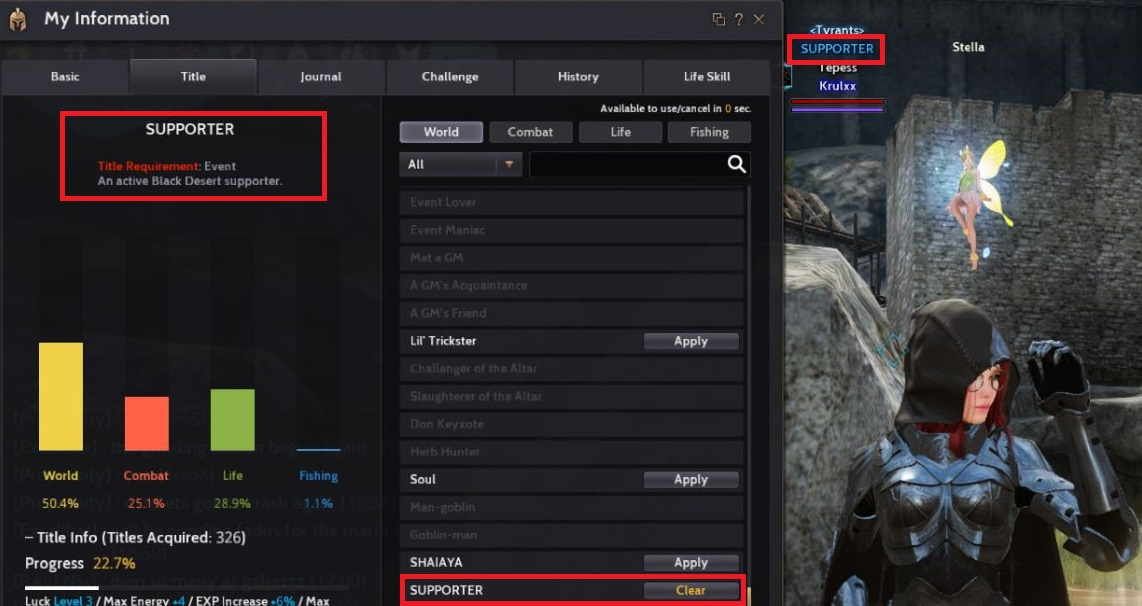 My Information
?
Basic
Title
Journal
Challenge
History
Life Skill
SUPPORTER
Title Requirement: Event
An active Black Desert supporter.
World
50.4%
Combat
25.1%
Life
28.9%
Fishing
1.1%
– Title Info (Titles Acquired: 326)
Progress 22.7%
Luck Level 3 / Max Energy +4 / EXP Increase +6% / Max
Available to use/cancel in 0 sec.
World
Combat
Life
Fishing
All
Event Lover
Event Maniac
Met a GM
A GM's Acquaintance
A GM's Friend
Lil' Trickster Apply
Challenger of the Altar
Slaughterer of the Altar
Don Keyxote
Herb Hunter
Soul Apply
Man-goblin
Goblin-man
SHAIAYA Apply
SUPPORTER Clear
<Tyrants>
SUPPORTER
Tepess
Krulxx
Stella